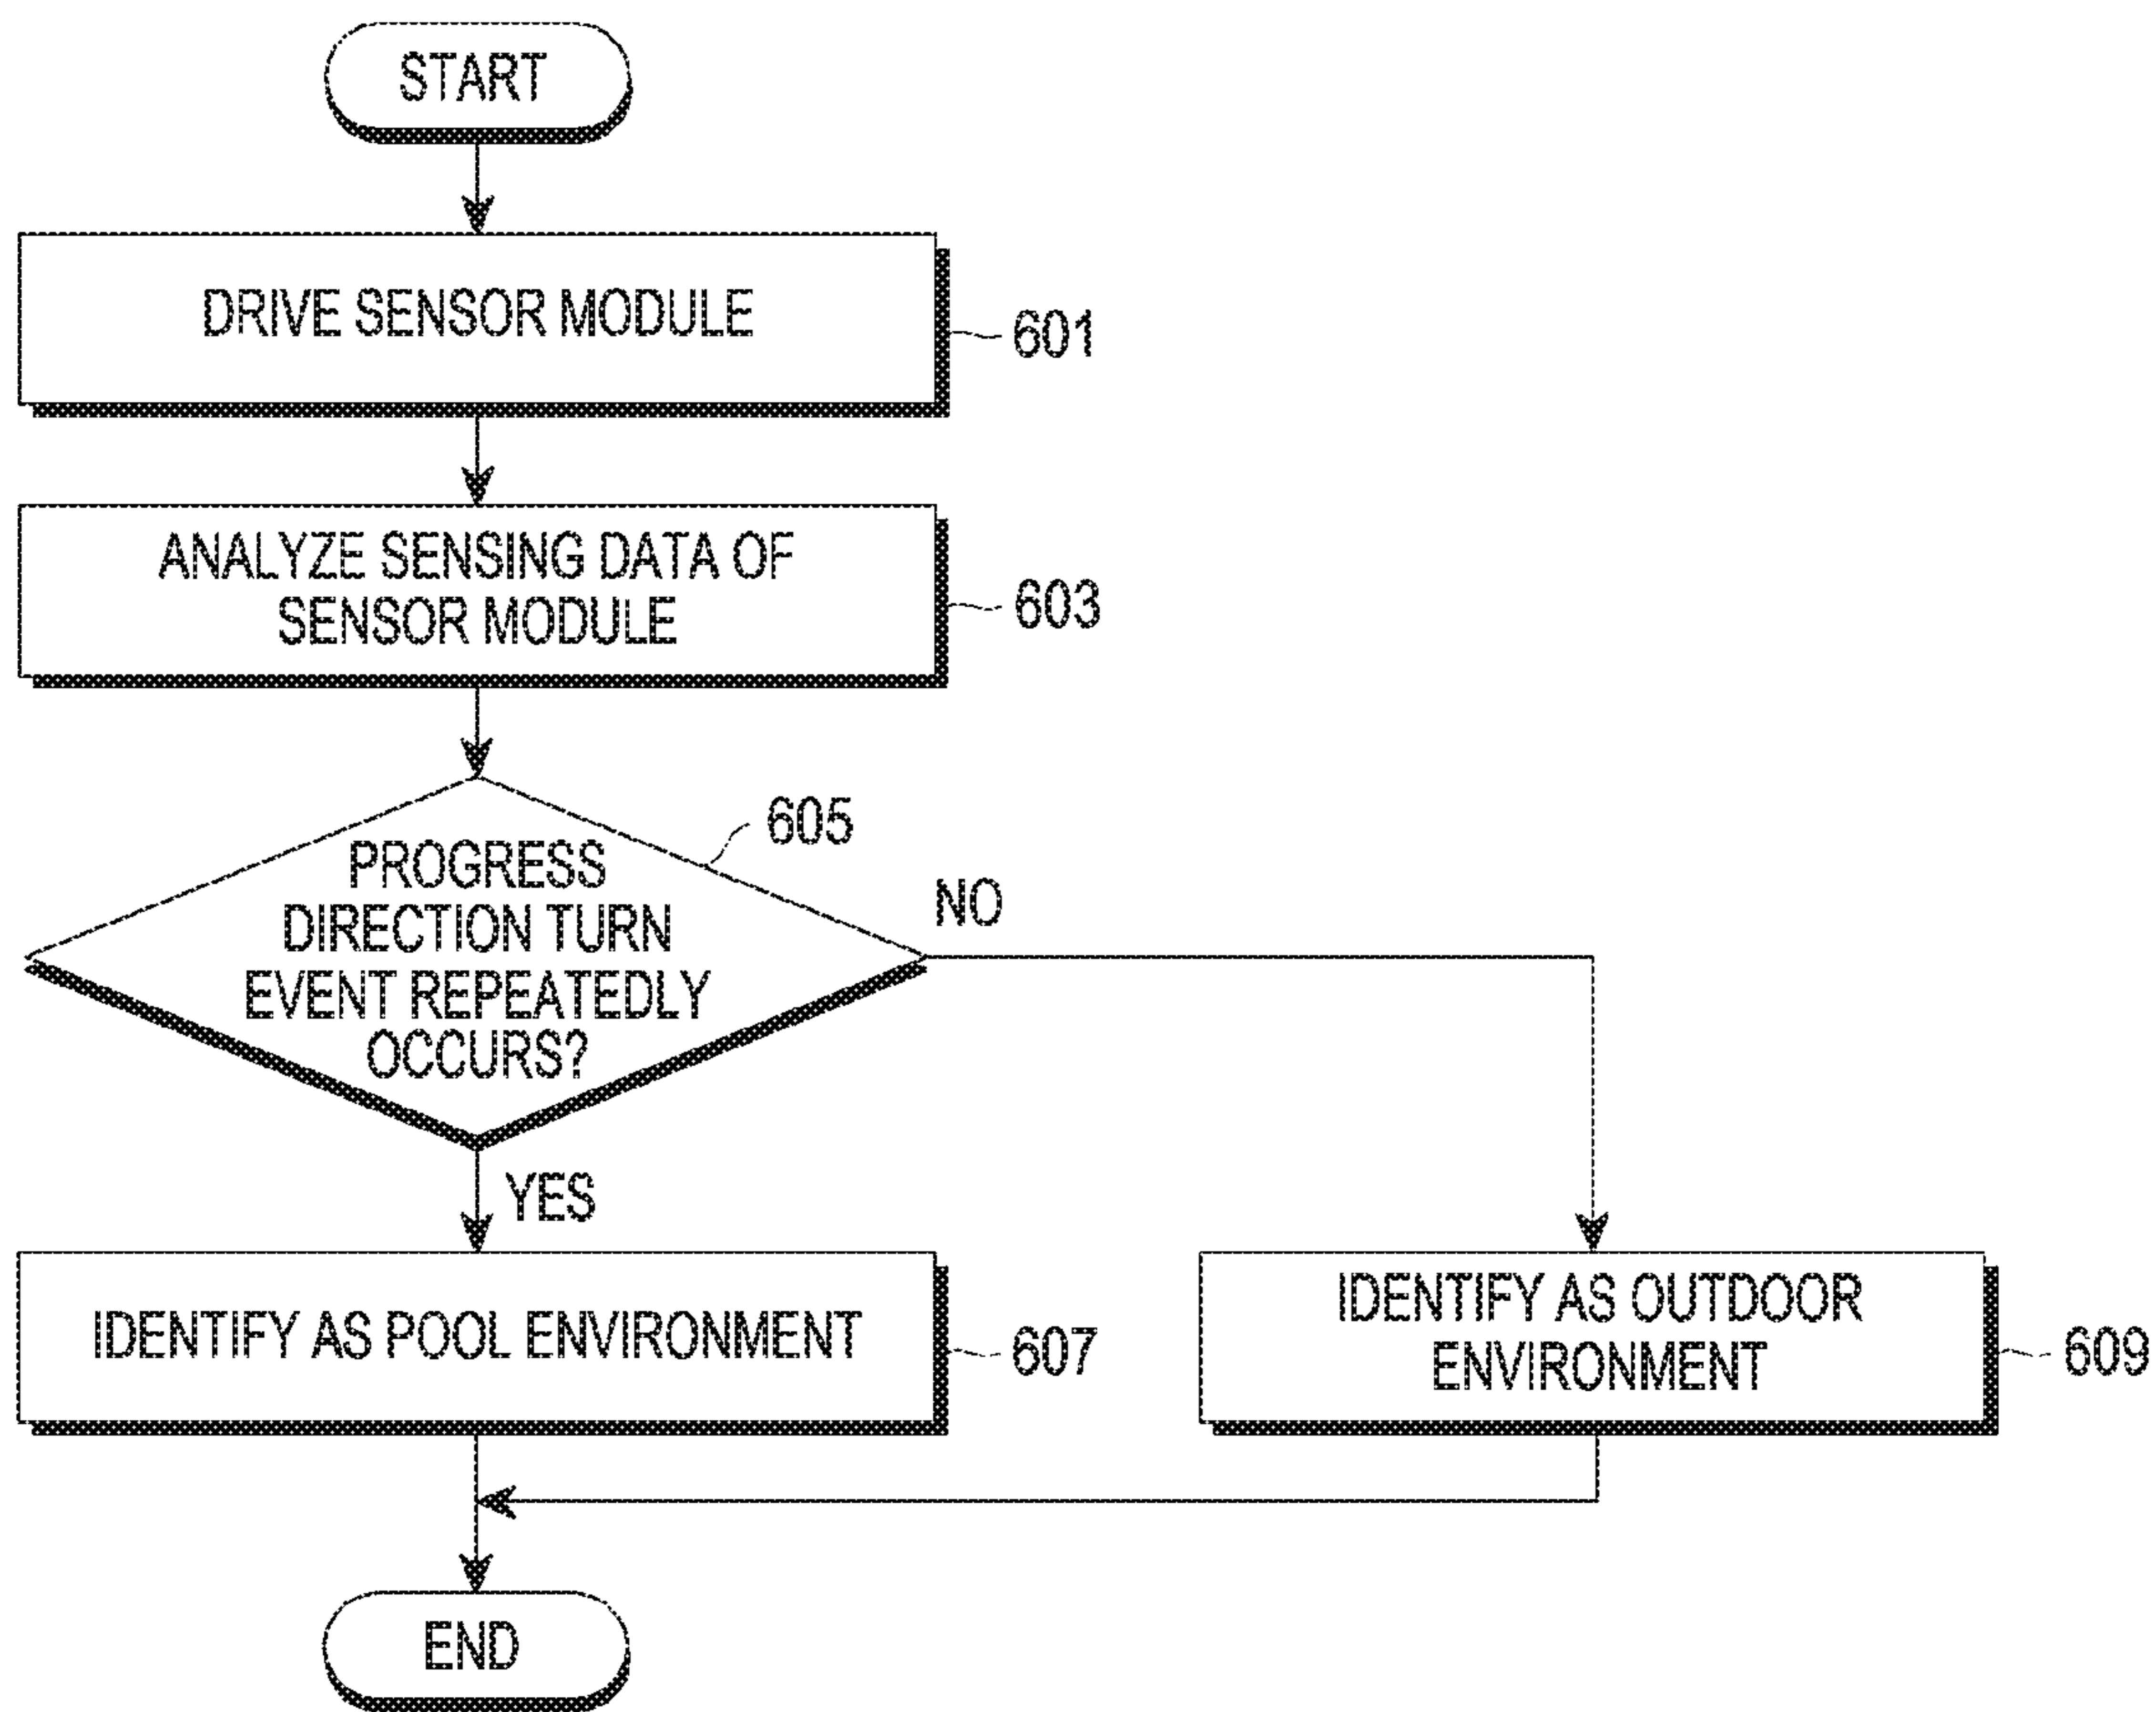 START
DRIVE SENSOR MODULE
601
ANALYZE SENSING DATA OF
SENSOR MODULE
603
605
PROGRESS
DIRECTION TURN
EVENT REPEATEDLY
OCCURS?
NO
YES
IDENTIFY AS POOL ENVIRONMENT
607
IDENTIFY AS OUTDOOR
ENVIRONMENT
609
END